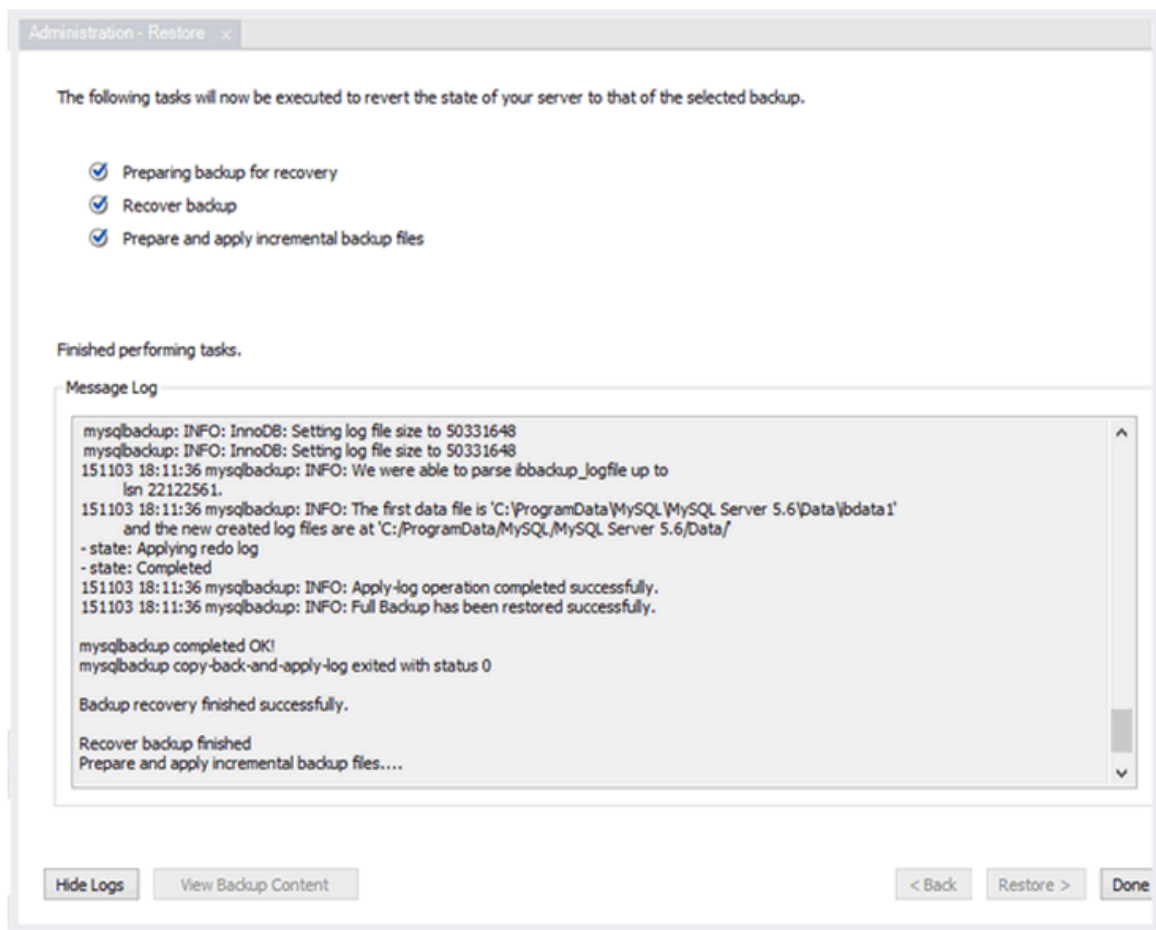 Administration - Restore ×
The following tasks will now be executed to revert the state of your server to that of the selected backup.
Preparing backup for recovery
Recover backup
Prepare and apply incremental backup files
Finished performing tasks.
Message Log
mysqlbackup: INFO: InnoDB: Setting log file size to 50331648
mysqlbackup: INFO: InnoDB: Setting log file size to 50331648
151103 18:11:36 mysqlbackup: INFO: We were able to parse ibbackup_logfile up to
lsn 22122561.
151103 18:11:36 mysqlbackup: INFO: The first data file is 'C:\ProgramData\MySQL\MySQL Server 5.6\Data\ibdata1'
and the new created log files are at 'C:/ProgramData/MySQL/MySQL Server 5.6/Data/'
- state: Applying redo log
- state: Completed
151103 18:11:36 mysqlbackup: INFO: Apply-log operation completed successfully.
151103 18:11:36 mysqlbackup: INFO: Full Backup has been restored successfully.
mysqlbackup completed OK!
mysqlbackup copy-back-and-apply-log exited with status 0
Backup recovery finished successfully.
Recover backup finished
Prepare and apply incremental backup files....
Hide Logs View Backup Content < Back Restore > Done